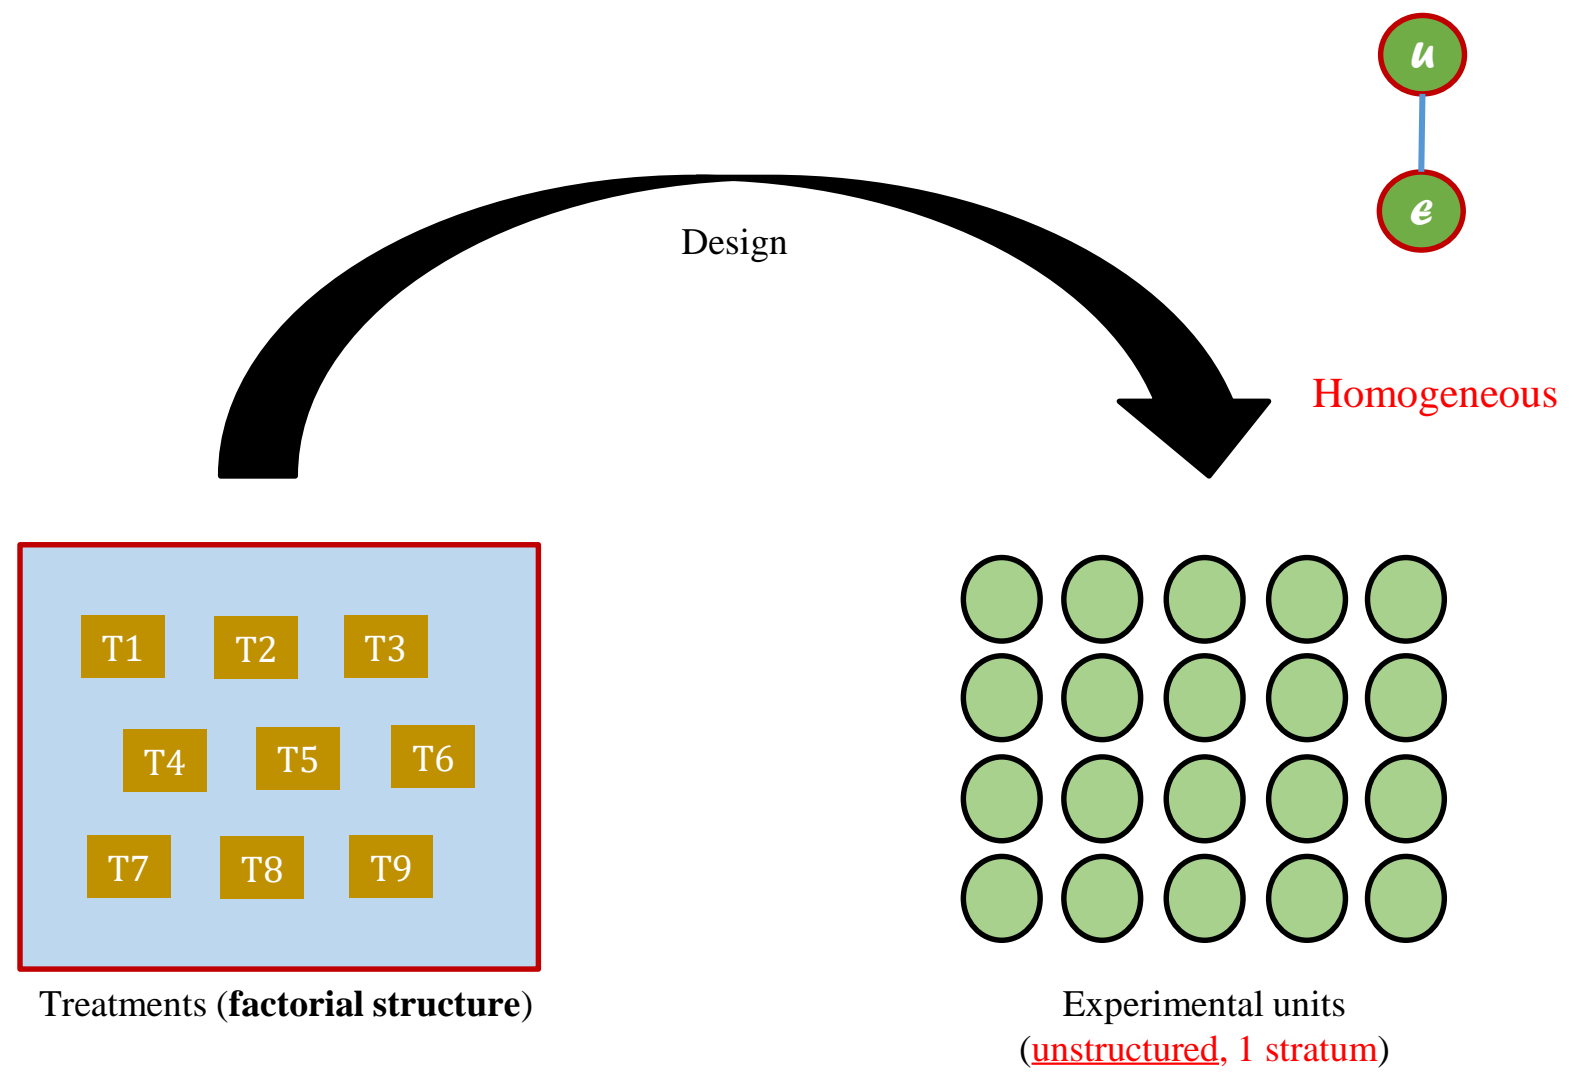 u
e
Design
Homogeneous
T1 T2 T3
T4 T5 T6
T7 T8 T9
Treatments (factorial structure)
Experimental units
(unstructured, 1 stratum)